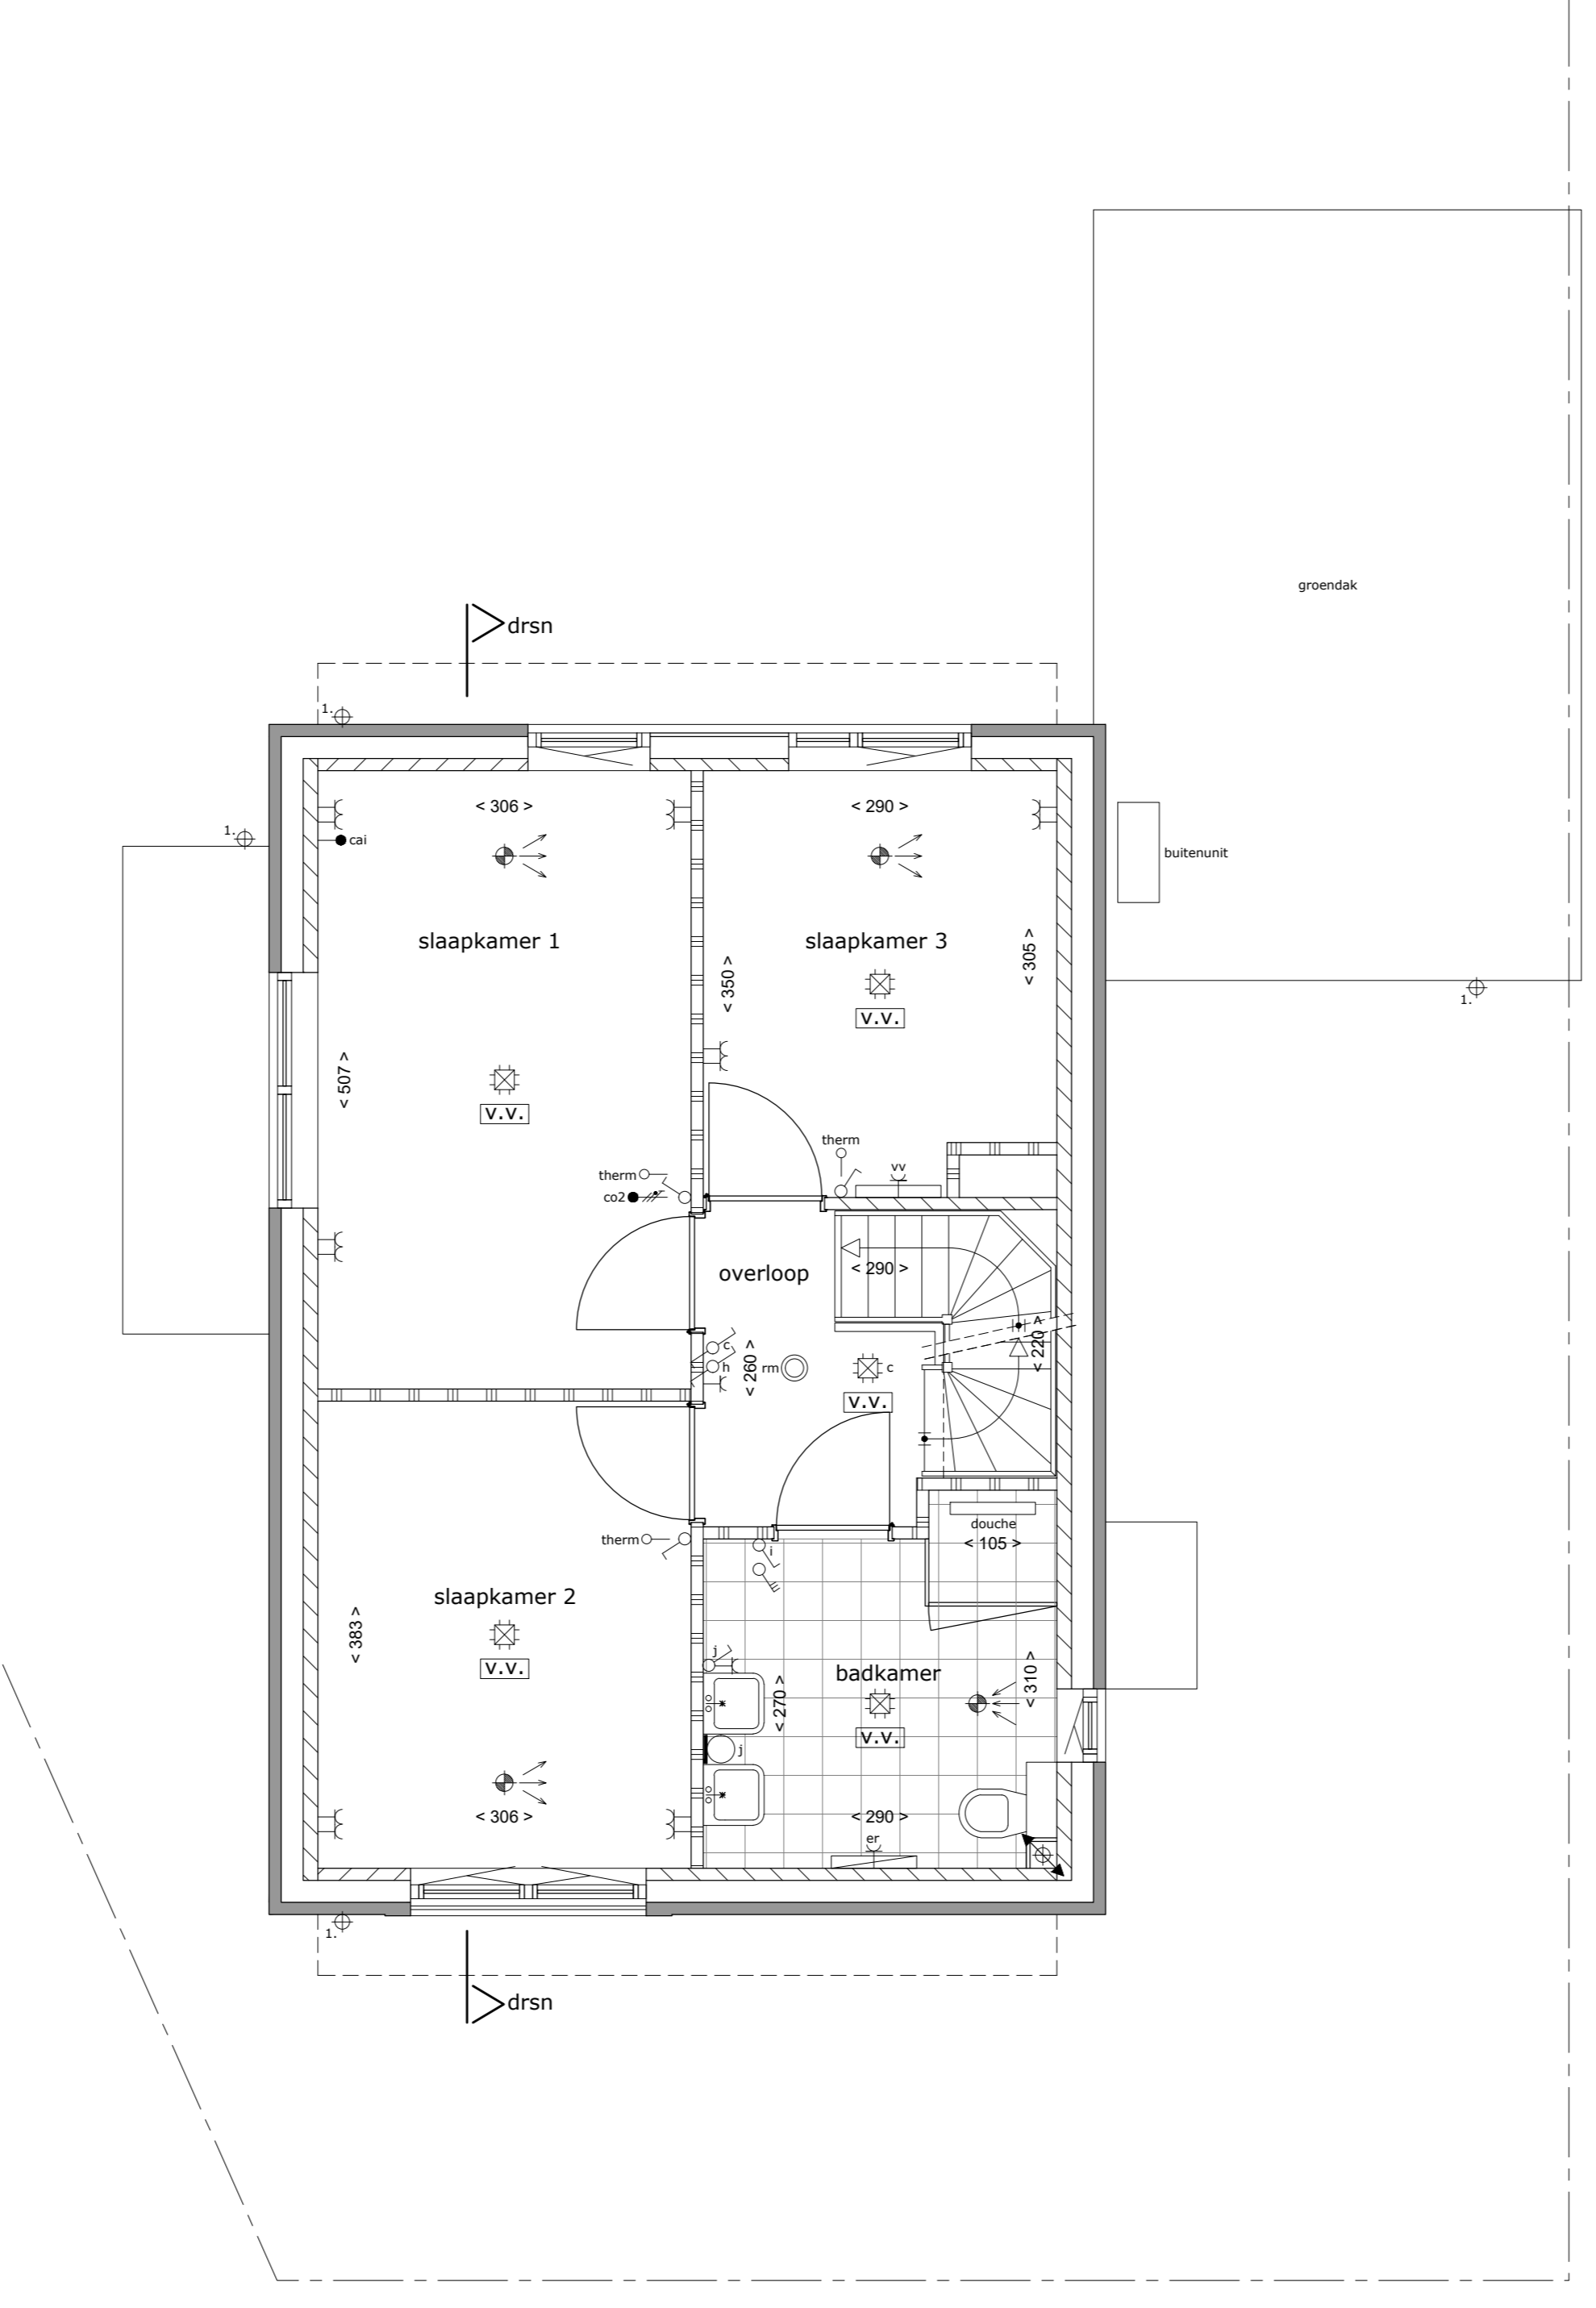 groendak
drsn
1.
< 306 >
< 290 >
1.
cai
buitenunit
slaapkamer 1
slaapkamer 3
< 305 >
< 350 >
1.
v.v.
< 507 >
v.v.
therm
vv
therm
co2
overloop
< 290 >
< 220 >
c
h
< 260 >
rm
c
v.v.
douche
< 105 >
therm
i
slaapkamer 2
< 383 >
v.v.
j
badkamer
< 310 >
< 270 >
v.v.
j
< 306 >
< 290 >
er
1.
drsn